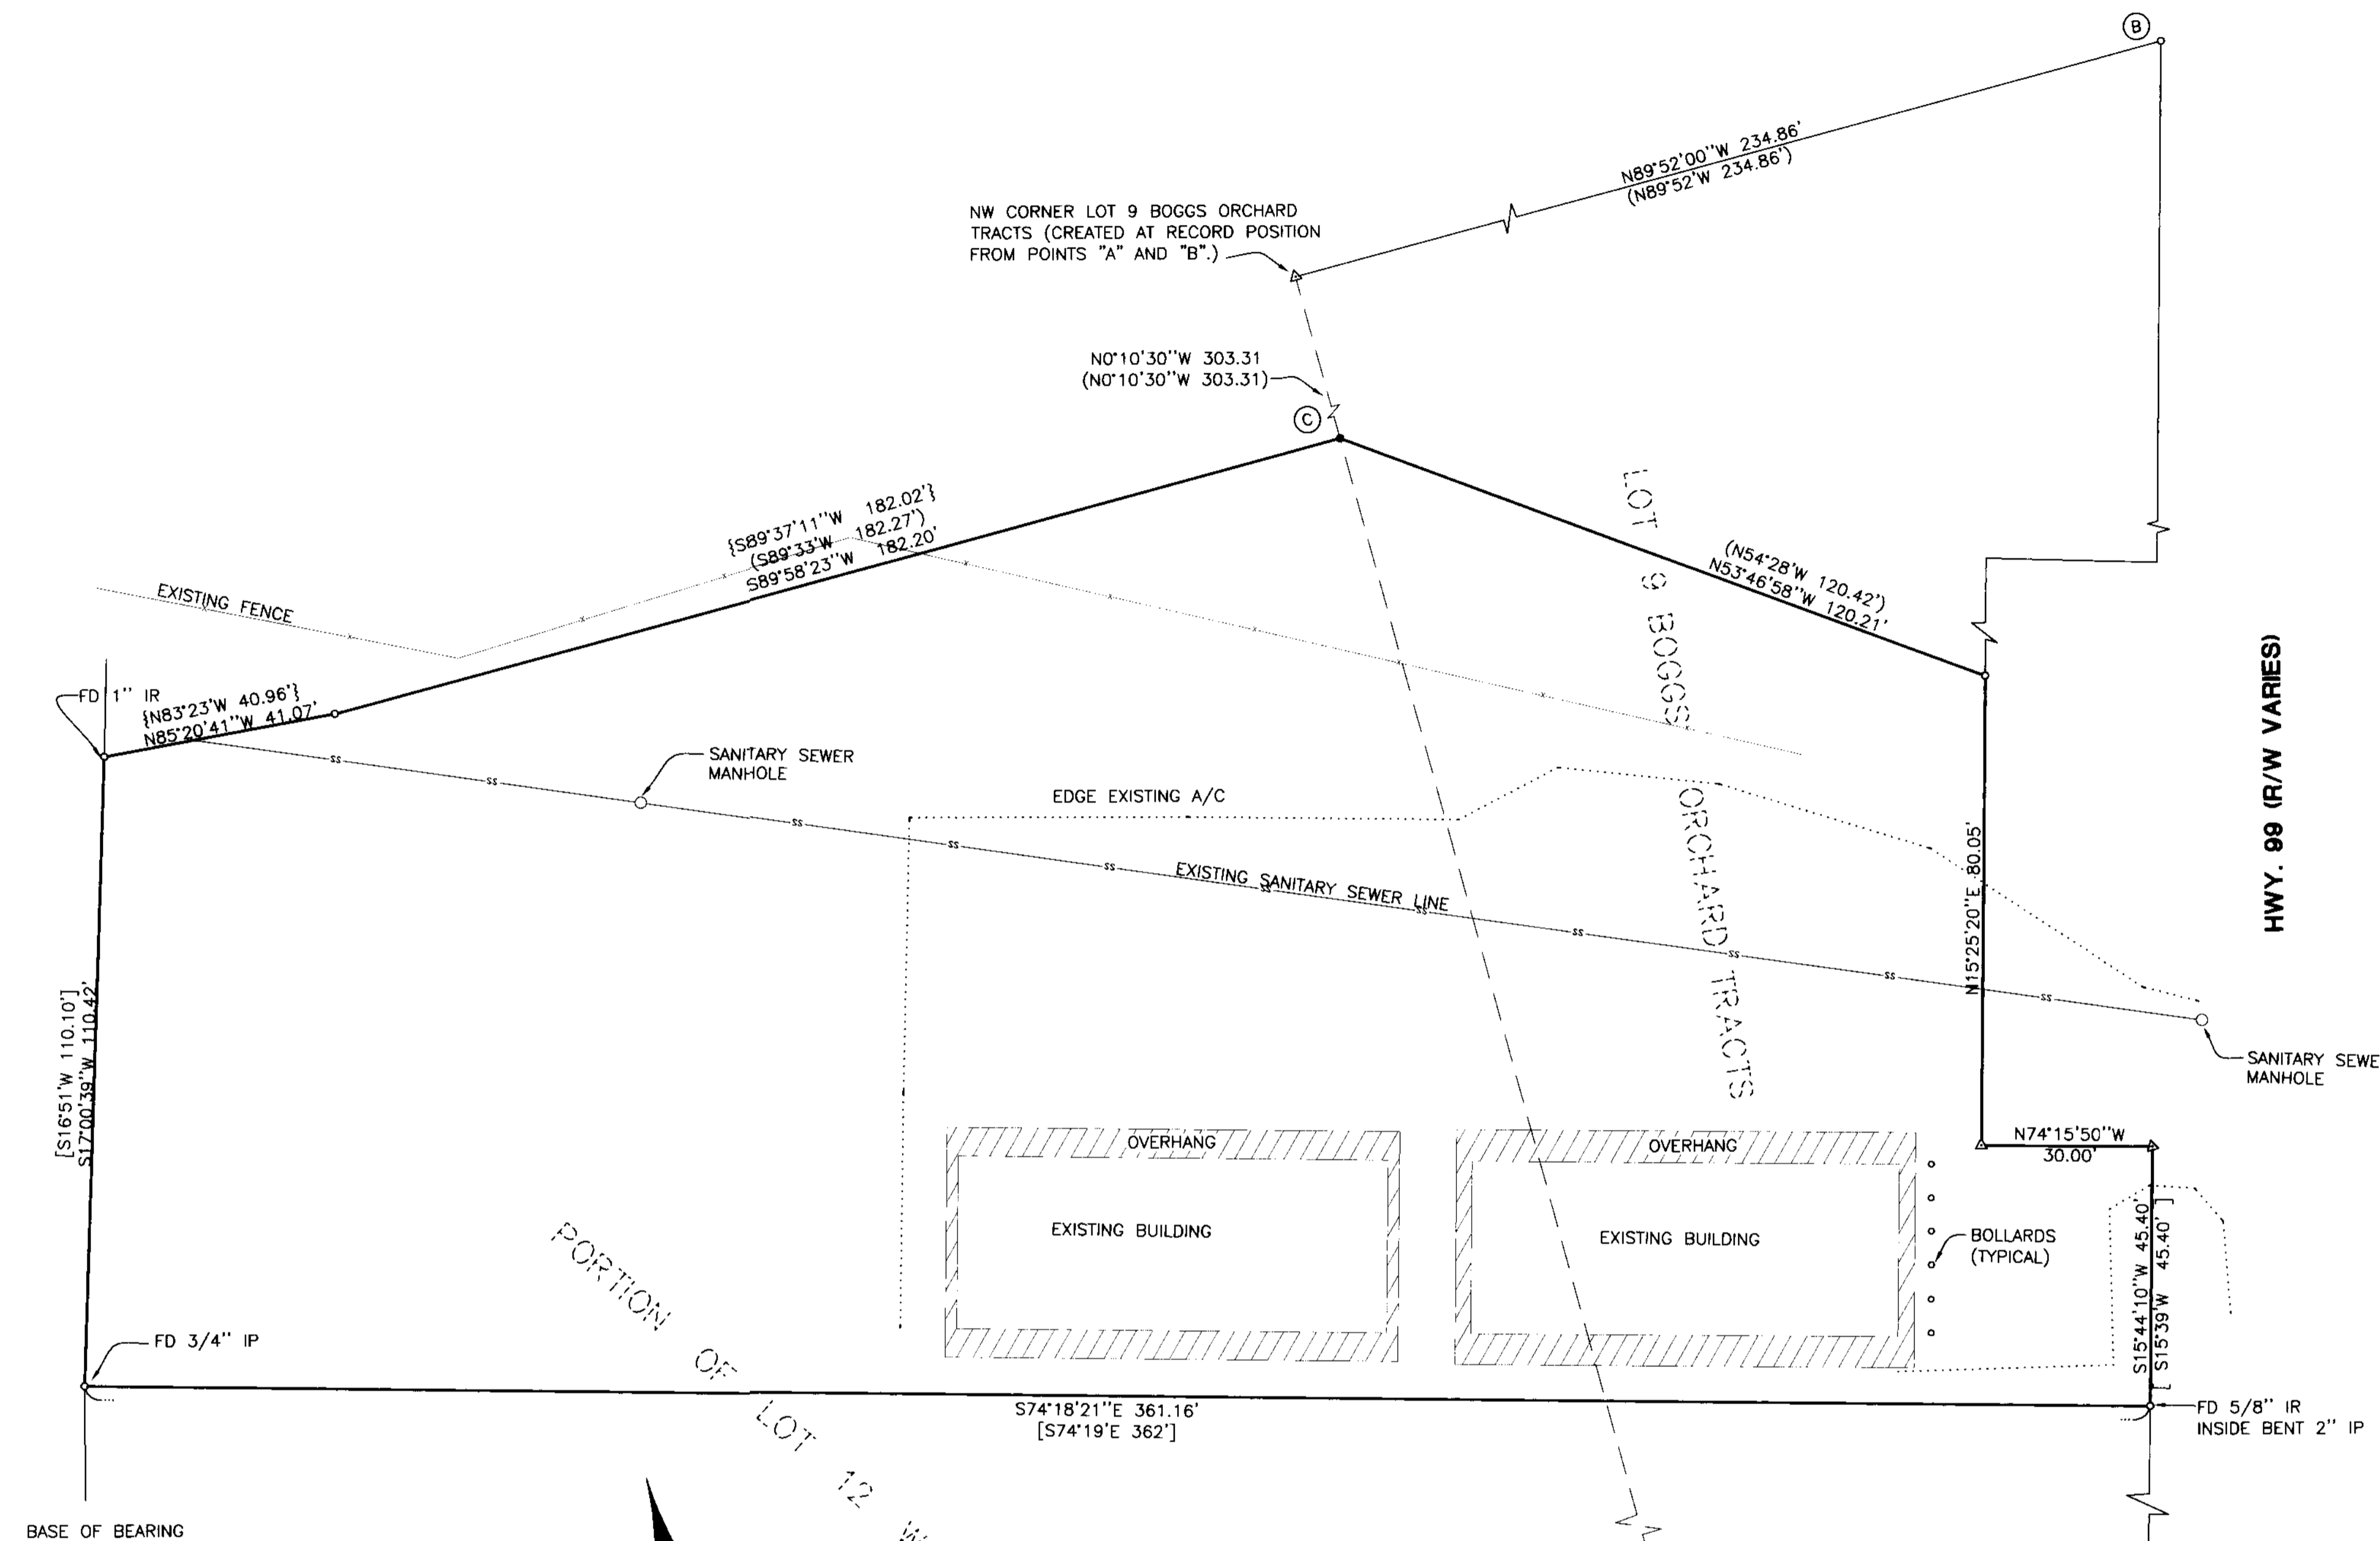 B
N89°52'00"W 234.86'
(N89°52'W 234.86')
NW CORNER LOT 9 BOGGS ORCHARD
TRACTS (CREATED AT RECORD POSITION
FROM POINTS "A" AND "B".)
N0°10'30"W 303.31
(N0°10'30"W 303.31)
C
{S89°37'11"W 182.02'}
(S89°33'W 182.27')
S89°58'23"W 182.20'
(N54°28'W 120.42')
N53°46'58"W 120.21'
LOT 9 BOGGS ORCHARD TRACTS
EXISTING FENCE
FD 1" IR
{N83°23'W 40.96'}
N85°20'41"W 41.07'
SANITARY SEWER
MANHOLE
EDGE EXISTING A/C
EXISTING SANITARY SEWER LINE
N15°25'20"E 80.05'
HWY. 99 (R/W VARIES)
SANITARY SEWE
MANHOLE
[S16°51'W 110.10']
S17°00'39"W 110.42'
N74°15'50"W
30.00'
OVERHANG
OVERHANG
EXISTING BUILDING
EXISTING BUILDING
BOLLARDS
(TYPICAL)
S15°44'10"W 45.40'
[S15°39'W 45.40']
FD 3/4" IP
PORTION OF LOT 12 W
S74°18'21"E 361.16'
[S74°19'E 362']
FD 5/8" IR
INSIDE BENT 2" IP
BASE OF BEARING